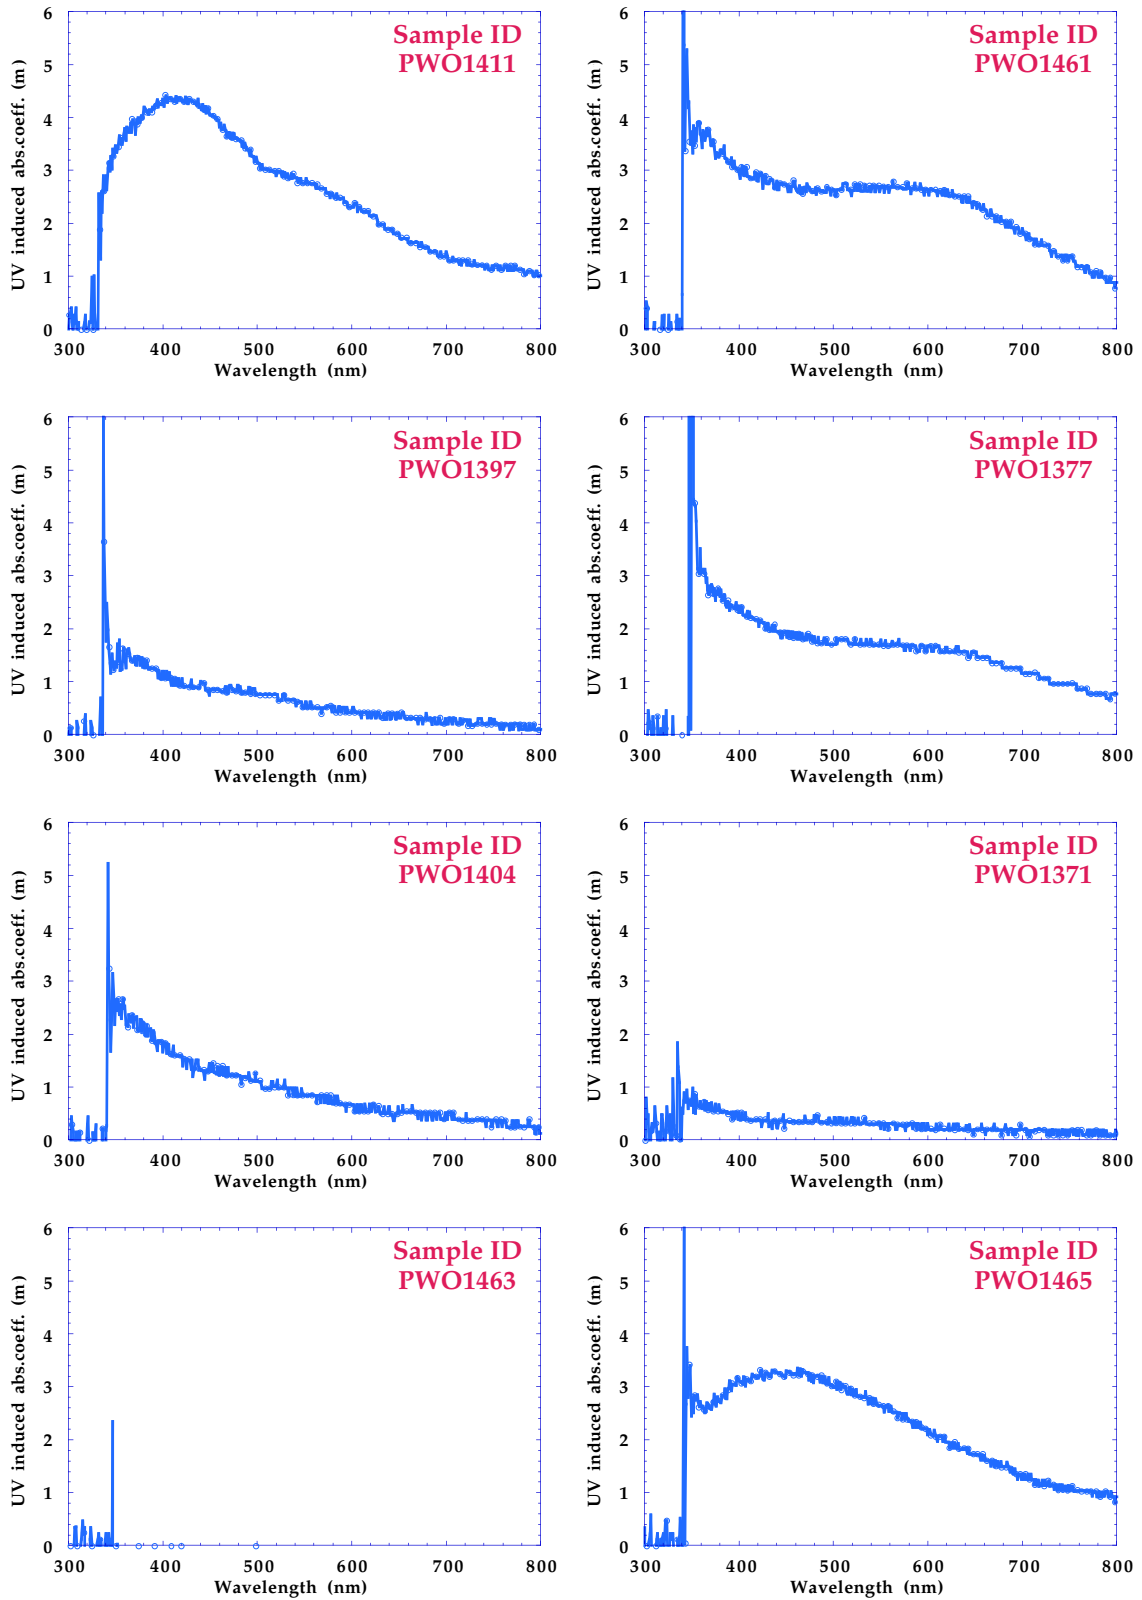 6
5
4
3
2
1
0
UV induced abs.coeff. (m)
Sample ID
PWO1411
300 400 500 600 700 800
Wavelength (nm)
6
5
4
3
2
1
0
UV induced abs.coeff. (m)
Sample ID
PWO1461
300 400 500 600 700 800
Wavelength (nm)
6
5
4
3
2
1
0
UV induced abs.coeff. (m)
Sample ID
PWO1397
300 400 500 600 700 800
Wavelength (nm)
6
5
4
3
2
1
0
UV induced abs.coeff. (m)
Sample ID
PWO1377
300 400 500 600 700 800
Wavelength (nm)
6
5
4
3
2
1
0
UV induced abs.coeff. (m)
Sample ID
PWO1404
300 400 500 600 700 800
Wavelength (nm)
6
5
4
3
2
1
0
UV induced abs.coeff. (m)
Sample ID
PWO1371
300 400 500 600 700 800
Wavelength (nm)
6
5
4
3
2
1
0
UV induced abs.coeff. (m)
Sample ID
PWO1463
300 400 500 600 700 800
Wavelength (nm)
6
5
4
3
2
1
0
UV induced abs.coeff. (m)
Sample ID
PWO1465
300 400 500 600 700 800
Wavelength (nm)